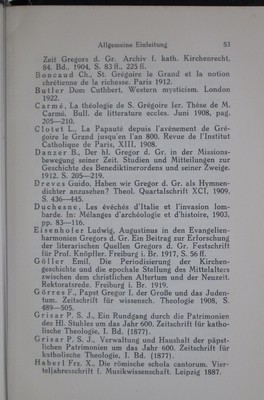 Allgemeine Einleitung 53
Zeit Gregors d. Gr. Archiv f. kath. Kirchenrecht,
84. Bd., 1904, S. 83 ff., 225 ff.
Boncaud Ch., St. Grégoire le Grand et la notion
chrétienne de la richesse. Paris 1912.
Butler Dom Cuthbert, Western mysticism. London
1922.
Carmé, La théologie de S. Grégoire Ier. Thèse de M.
Carmé. Bull. de litterature eccles. Juni 1908, pag.
205—210.
Clotet L., La Papauté depuis l'avénement de Gré-
goire le Grand jusqu'en l'an 800. Revue de l'Institut
Catholique de Paris, XIII, 1908.
Danzer B., Der hl. Gregor d. Gr. in der Missions-
bewegung seiner Zeit. Studien und Mitteilungen zur
Geschichte des Benediktinerordens und seiner Zweige.
1912. S. 205—219.
Dreves Guido, Haben wir Gregor d. Gr. als Hymnen-
dichter anzusehen? Theol. Quartalschrift XCI, 1909,
S. 436—445.
Duchesne, Les évéchés d'Italie et l'invasion lom-
barde. In: Mélanges d'archéologie et d'histoire, 1903,
pp. 83—116.
Eisenhofer Ludwig, Augustinus in den Evangelien-
harmonien Gregors d. Gr. Ein Beitrag zur Erforschung
der literarischen Quellen Gregors d. Gr. Festschrift
für Prof. Knöpfler. Freiburg i. Br. 1917, S. 56 ff.
Göller Emil, Die Periodisierung der Kirchen-
geschichte und die epochale Stellung des Mittelalters
zwischen dem christlichen Altertum und der Neuzeit.
Rektoratsrede. Freiburg i. Br. 1919.
Görres F., Papst Gregor I. der Große und das Juden-
tum. Zeitschrift für wissensch. Theologie 1908, S.
489—505.
Grisar P. S. J., Ein Rundgang durch die Patrimonien
des Hl. Stuhles um das Jahr 600. Zeitschrift für katho-
lische Theologie, I. Bd. (1877).
Grisar P. S. J., Verwaltung und Haushalt der päpst-
lichen Patrimonien um das Jahr 600. Zeitschrift für
katholische Theologie, I. Bd. (1877).
Haberl Frz. X., Die römische schola cantorum. Vier-
teljahresschrift f. Musikwissenschaft. Leipzig 1887.